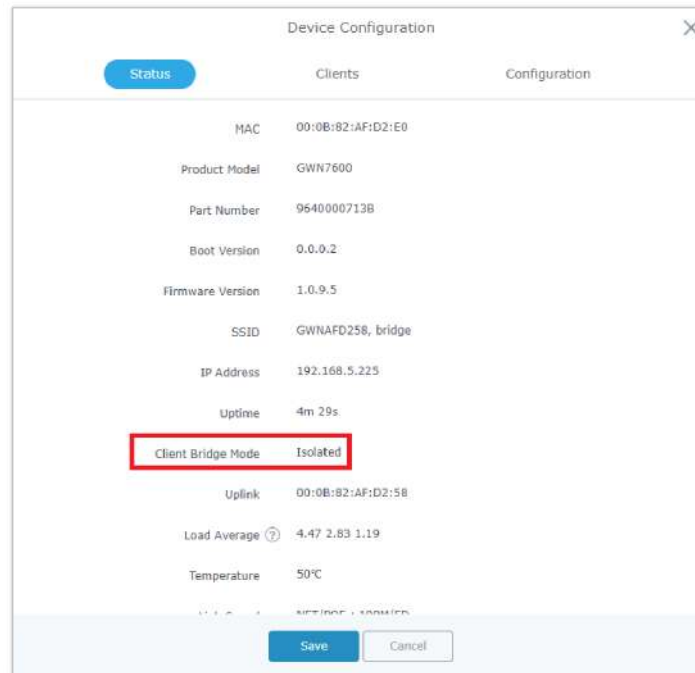 Device Configuration
Status Clients Configuration
MAC 00:0B:82:AF:D2:E0
Product Model GWN7600
Part Number 9640000713B
Boot Version 0.0.0.2
Firmware Version 1.0.9.5
SSID GWNAFD258, bridge
IP Address 192.168.5.225
Uptime 4m 29s
Client Bridge Mode Isolated
Uplink 00:0B:82:AF:D2:58
Load Average ? 4.47 2.83 1.19
Temperature 50°C
Save Cancel